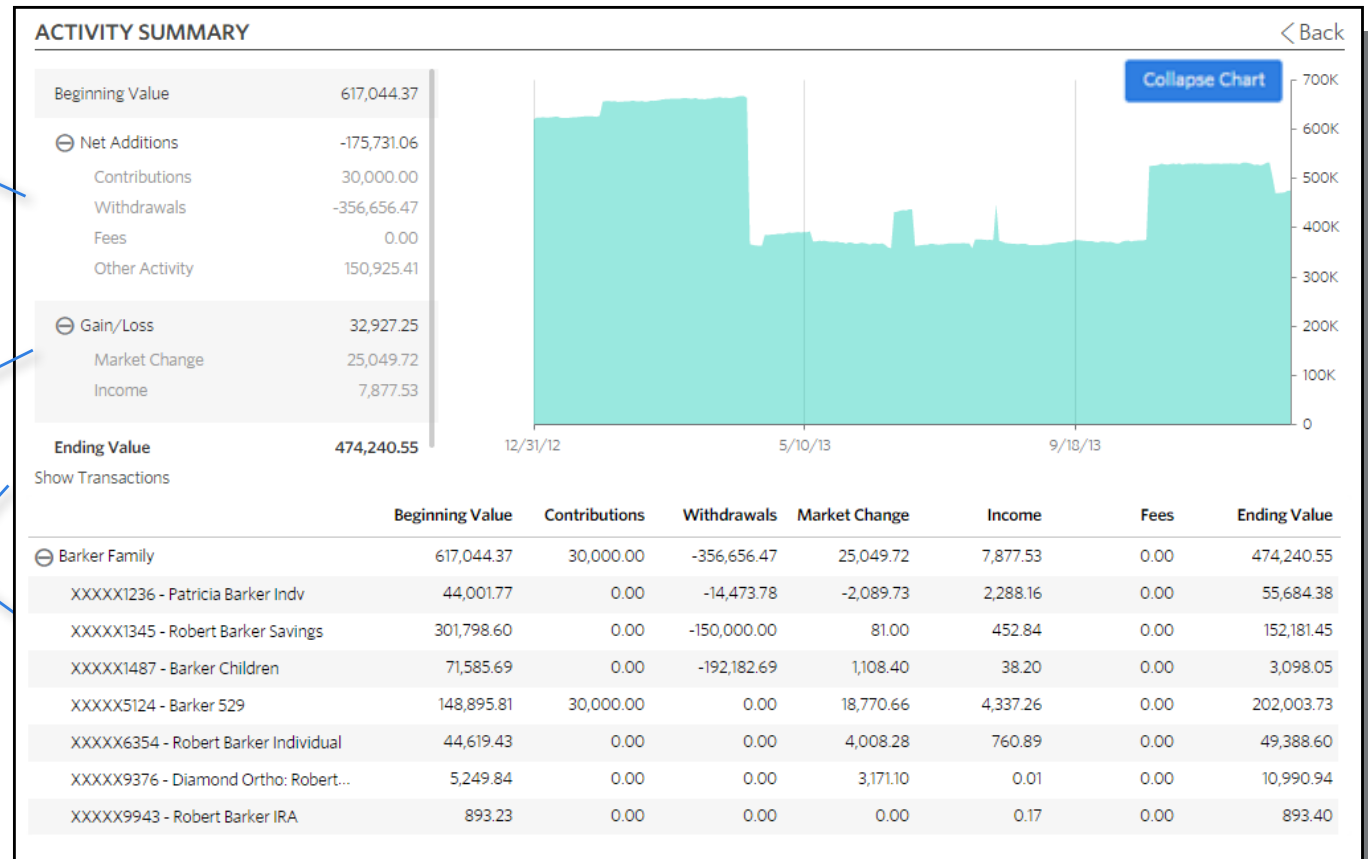 ACTIVITY SUMMARY
Back
Beginning Value 617,044.37
Net Additions -175,731.06
Contributions 30,000.00
Withdrawals -356,656.47
Fees 0.00
Other Activity 150,925.41
Gain/Loss 32,927.25
Market Change 25,049.72
Income 7,877.53
Ending Value 474,240.55
Show Transactions
Collapse Chart
700K
600K
500K
400K
300K
200K
100K
0
12/31/12 5/10/13 9/18/13
Beginning Value Contributions Withdrawals Market Change Income Fees Ending Value
Barker Family 617,044.37 30,000.00 -356,656.47 25,049.72 7,877.53 0.00 474,240.55
XXXXX1236 - Patricia Barker Indv 44,001.77 0.00 -14,473.78 -2,089.73 2,288.16 0.00 55,684.38
XXXXX1345 - Robert Barker Savings 301,798.60 0.00 -150,000.00 81.00 452.84 0.00 152,181.45
XXXXX1487 - Barker Children 71,585.69 0.00 -192,182.69 1,108.40 38.20 0.00 3,098.05
XXXXX5124 - Barker 529 148,895.81 30,000.00 0.00 18,770.66 4,337.26 0.00 202,003.73
XXXXX6354 - Robert Barker Individual 44,619.43 0.00 0.00 4,008.28 760.89 0.00 49,388.60
XXXXX9376 - Diamond Ortho: Robert... 5,249.84 0.00 0.00 3,171.10 0.01 0.00 10,990.94
XXXXX9943 - Robert Barker IRA 893.23 0.00 0.00 0.00 0.17 0.00 893.40